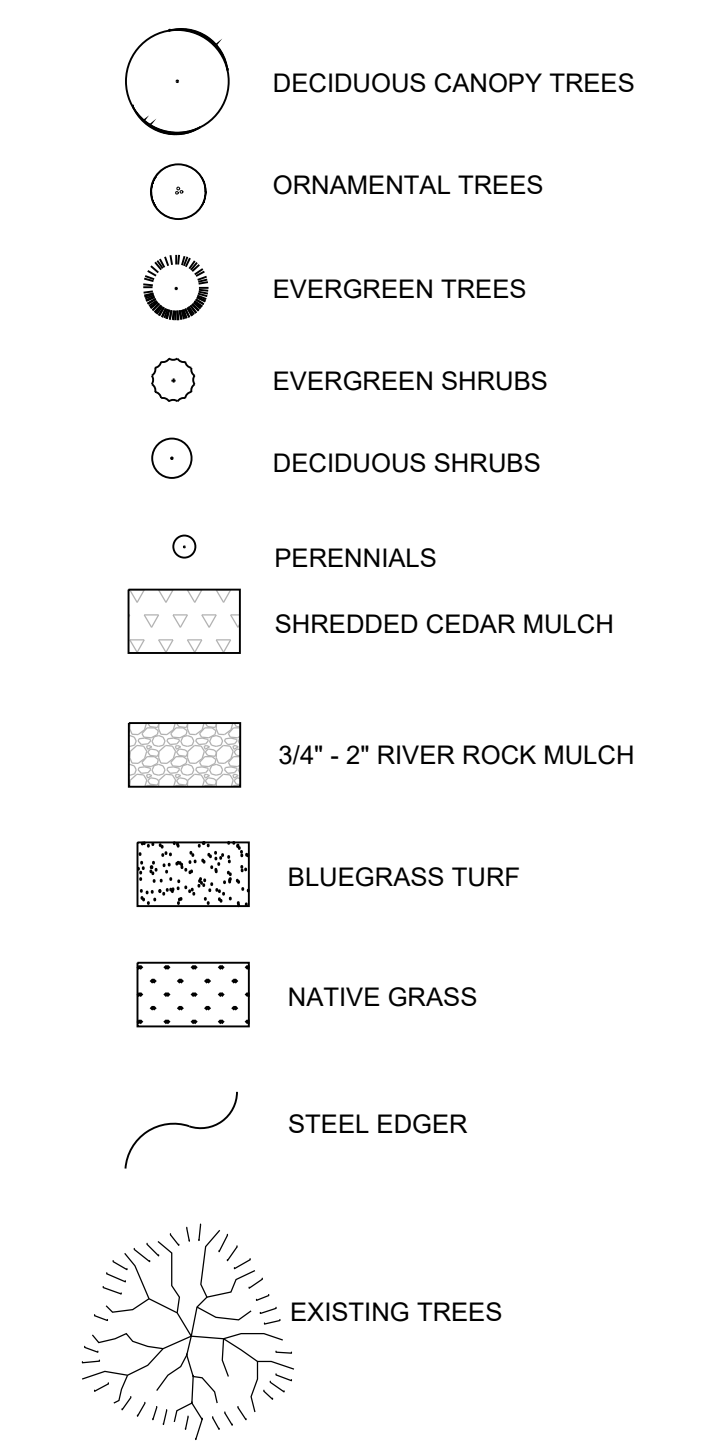 DECIDUOUS CANOPY TREES
ORNAMENTAL TREES
EVERGREEN TREES
EVERGREEN SHRUBS
DECIDUOUS SHRUBS
PERENNIALS
SHREDDED CEDAR MULCH
3/4" - 2" RIVER ROCK MULCH
BLUEGRASS TURF
NATIVE GRASS
STEEL EDGER
EXISTING TREES